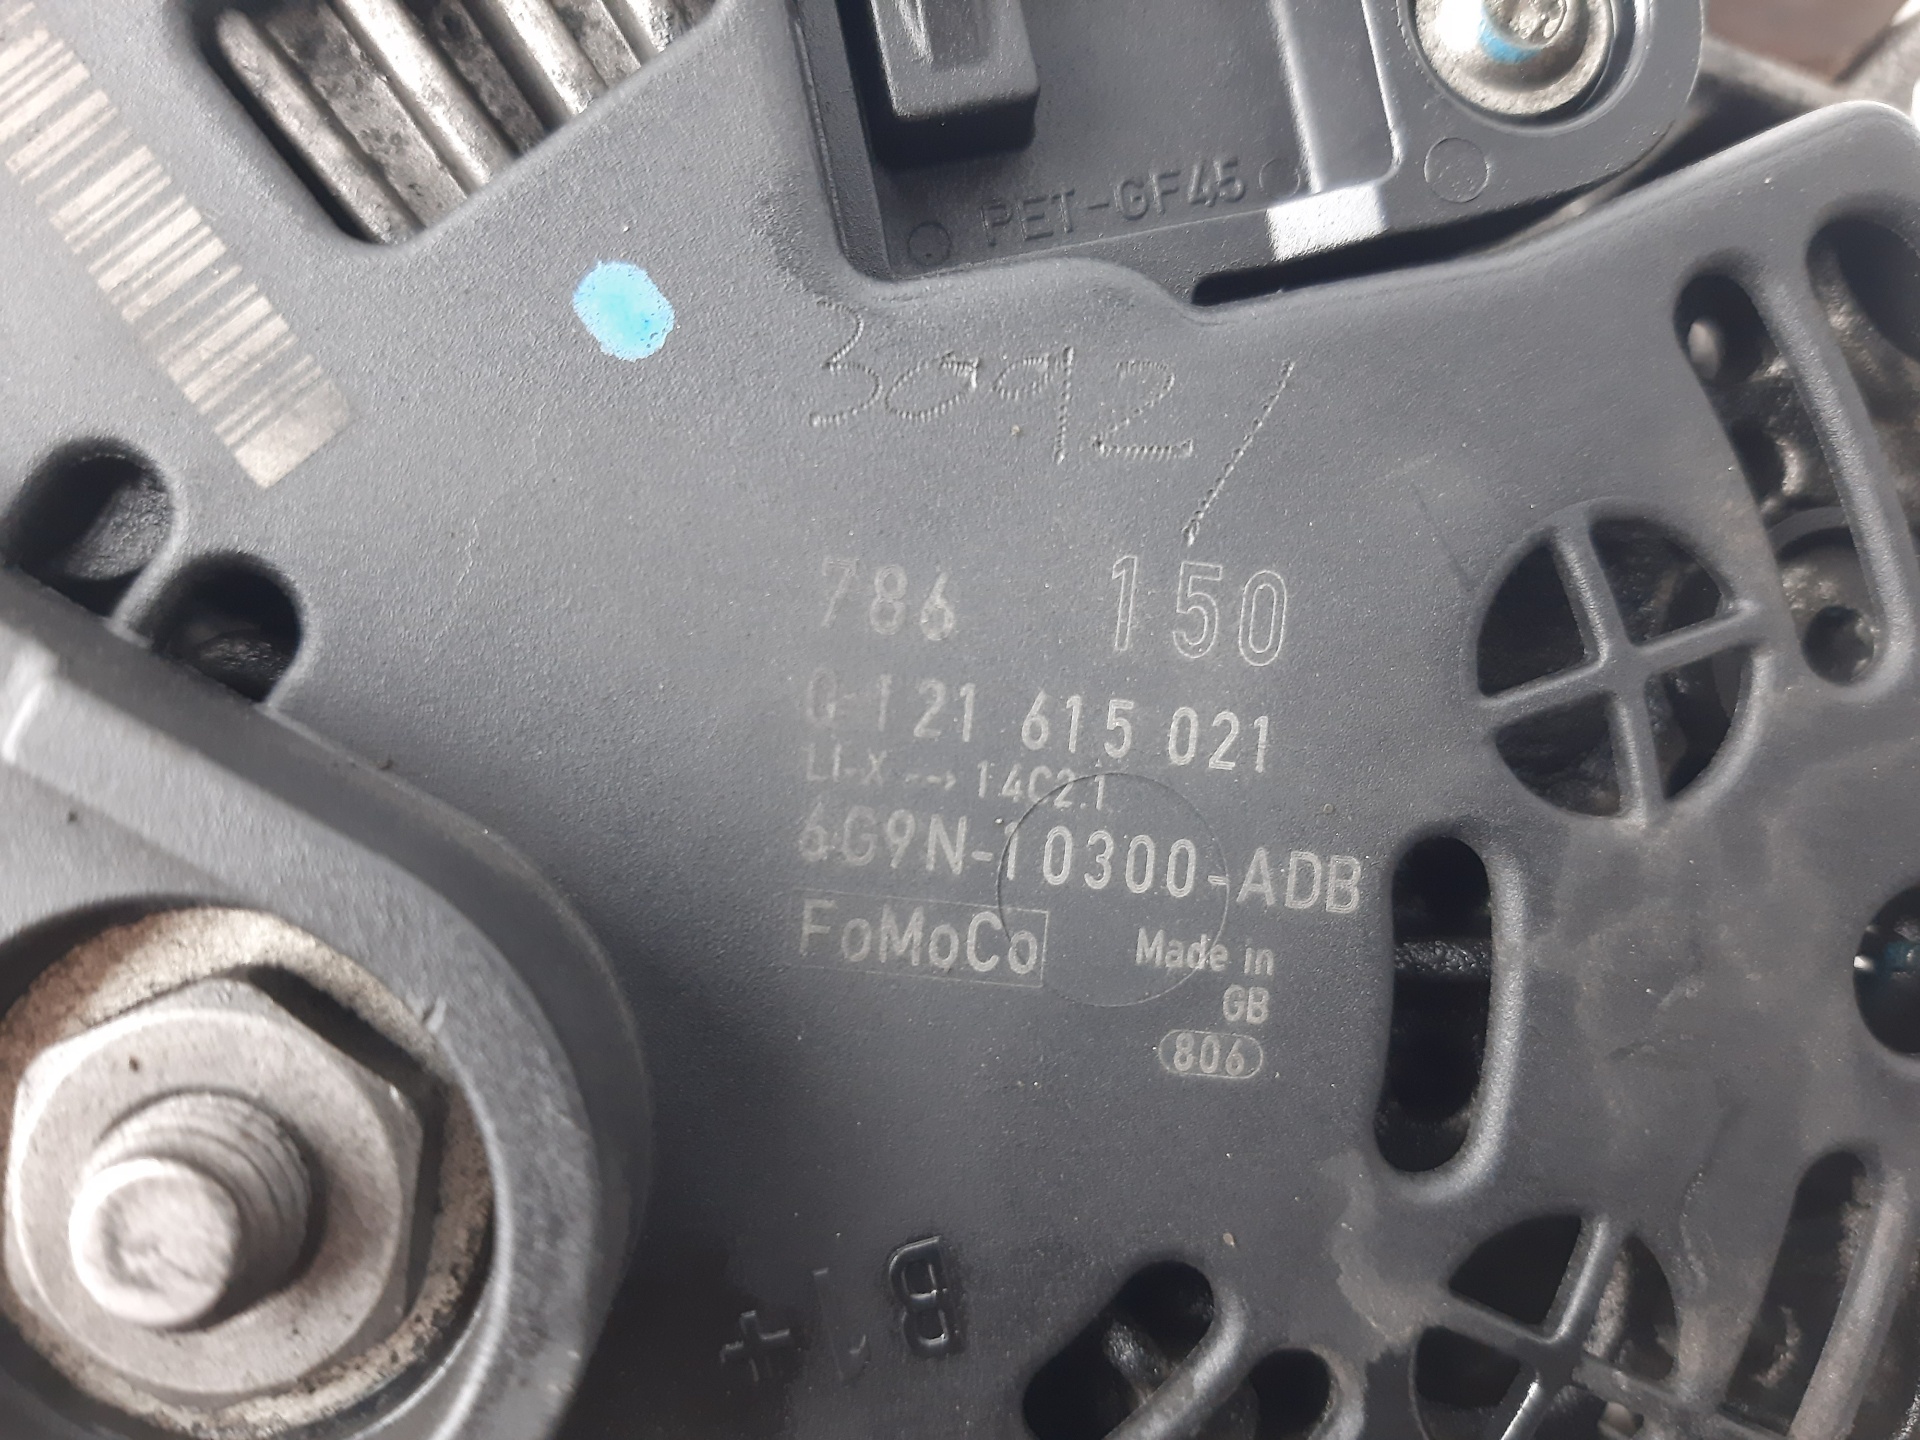 PET-GF45
30921
786 150
0 121 615 021
LI-X --> 14C2.1
6G9N-10300-ADB
FoMoCo
Made in
GB
806
B1+